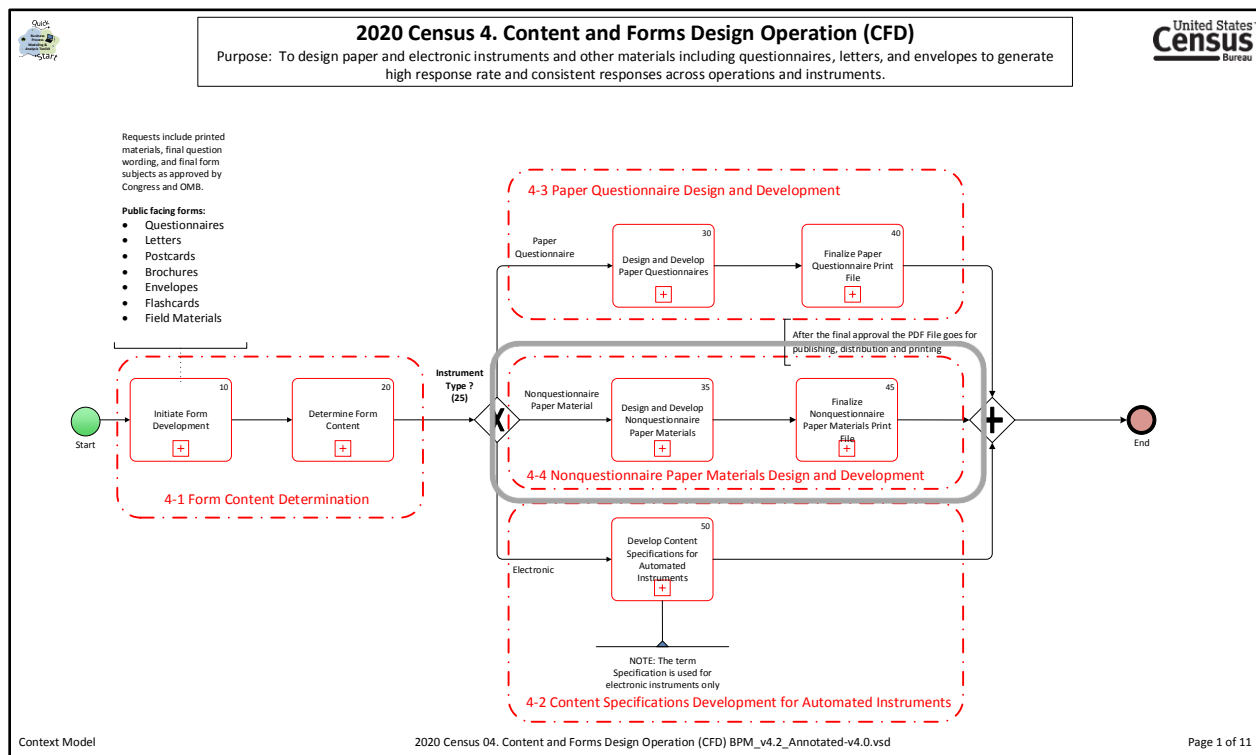 Quick
Business
Process
Modeling &
Analysis Toolkit
Start
2020 Census 4. Content and Forms Design Operation (CFD)
Purpose: To design paper and electronic instruments and other materials including questionnaires, letters, and envelopes to generate
high response rate and consistent responses across operations and instruments.
United States
Census
Bureau
Requests include printed
materials, final question
wording, and final form
subjects as approved by
Congress and OMB.
Public facing forms:
• Questionnaires
• Letters
• Postcards
• Brochures
• Envelopes
• Flashcards
• Field Materials
4-3 Paper Questionnaire Design and Development
Paper
Questionnaire
30
Design and Develop
Paper Questionnaires
40
Finalize Paper
Questionnaire Print
File
After the final approval the PDF File goes for
publishing, distribution and printing
Start
10
Initiate Form
Development
20
Determine Form
Content
4-1 Form Content Determination
Instrument
Type ?
(25)
Nonquestionnaire
Paper Material
35
Design and Develop
Nonquestionnaire
Paper Materials
45
Finalize
Nonquestionnaire
Paper Materials Print
File
4-4 Nonquestionnaire Paper Materials Design and Development
End
Electronic
50
Develop Content
Specifications for
Automated
Instruments
NOTE: The term
Specification is used for
electronic instruments only
4-2 Content Specifications Development for Automated Instruments
Context Model
2020 Census 04. Content and Forms Design Operation (CFD) BPM_v4.2_Annotated-v4.0.vsd
Page 1 of 11